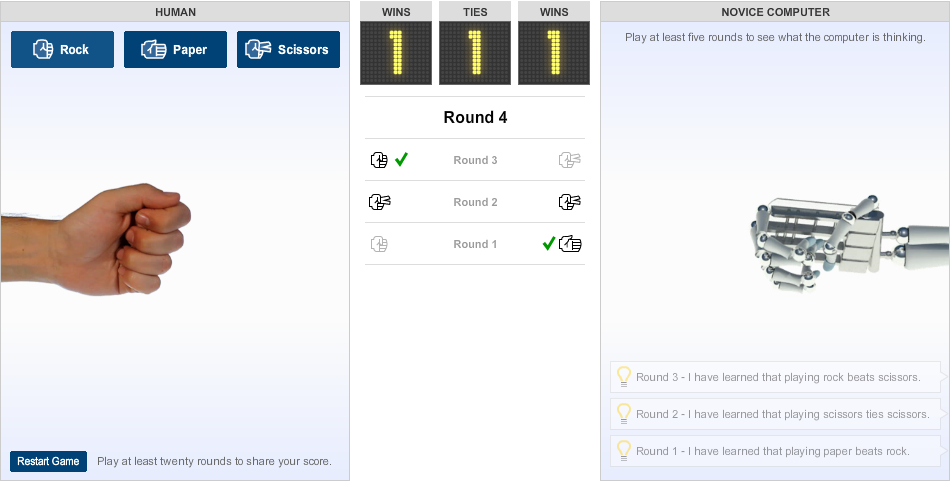 HUMAN
Rock
Paper
Scissors
Restart Game
Play at least twenty rounds to share your score.
WINS
TIES
WINS
1
1
1
Round 4
Round 3
Round 2
Round 1
NOVICE COMPUTER
Play at least five rounds to see what the computer is thinking.
Round 3 - I have learned that playing rock beats scissors.
Round 2 - I have learned that playing scissors ties scissors.
Round 1 - I have learned that playing paper beats rock.